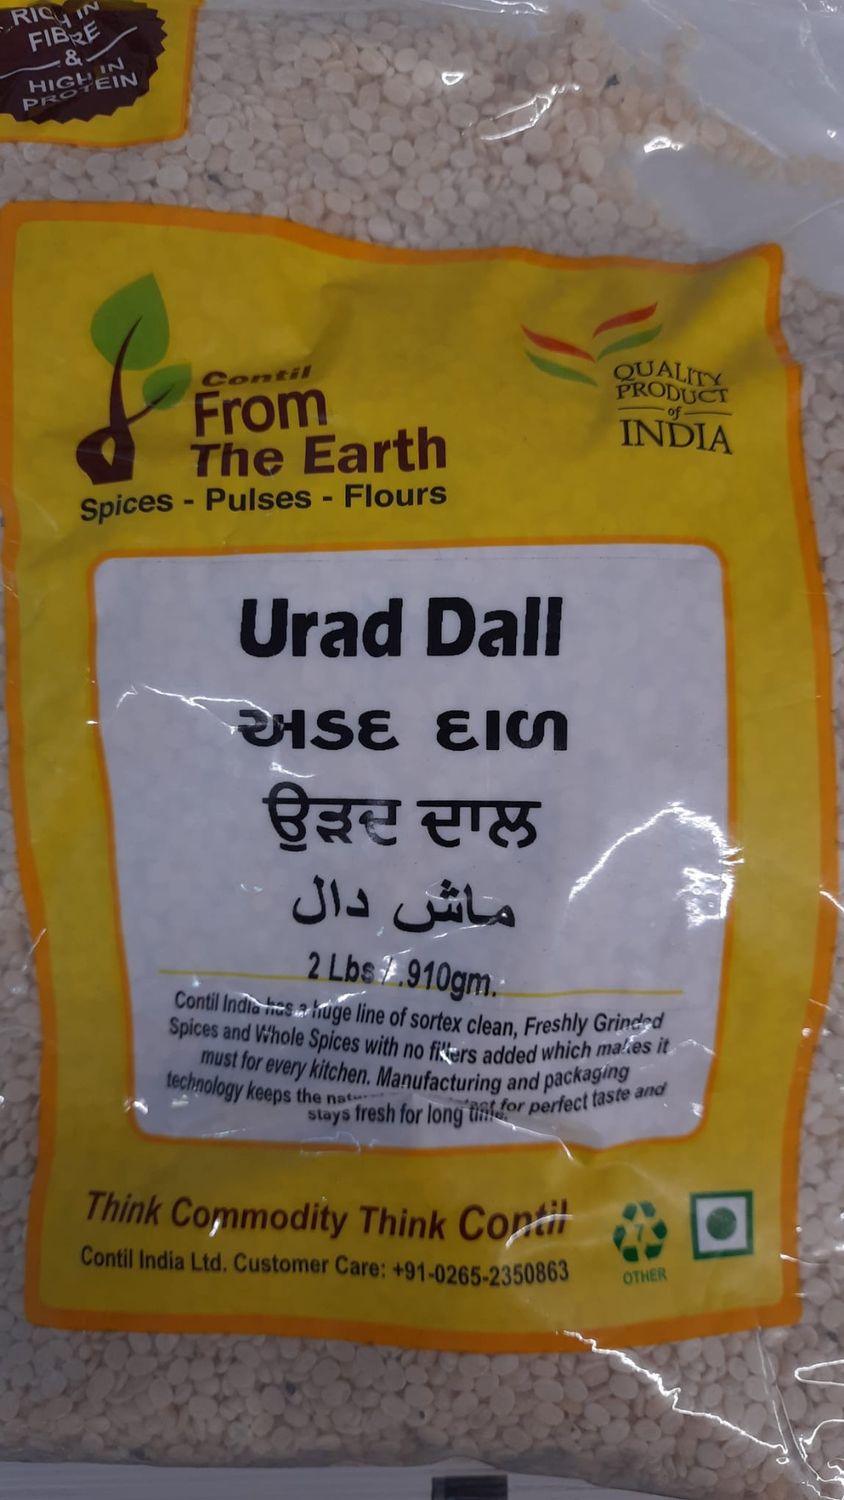 RICH IN
FIBRE
&
HIGH IN
PROTEIN
Contil
From
The Earth
Spices - Pulses - Flours
QUALITY
PRODUCT
of
INDIA
Urad Dall
અડદ દાળ
ਉੜਦ ਦਾਲ
ماش دال
2 Lbs / .910gm.
Contil India has a huge line of sortex clean, Freshly Grinded
Spices and Whole Spices with no fillers added which makes it
must for every kitchen. Manufacturing and packaging
technology keeps the for perfect taste and
stays fresh for long time.
Think Commodity Think Contil
Contil India Ltd. Customer Care: +91-0265-2350863
7
OTHER